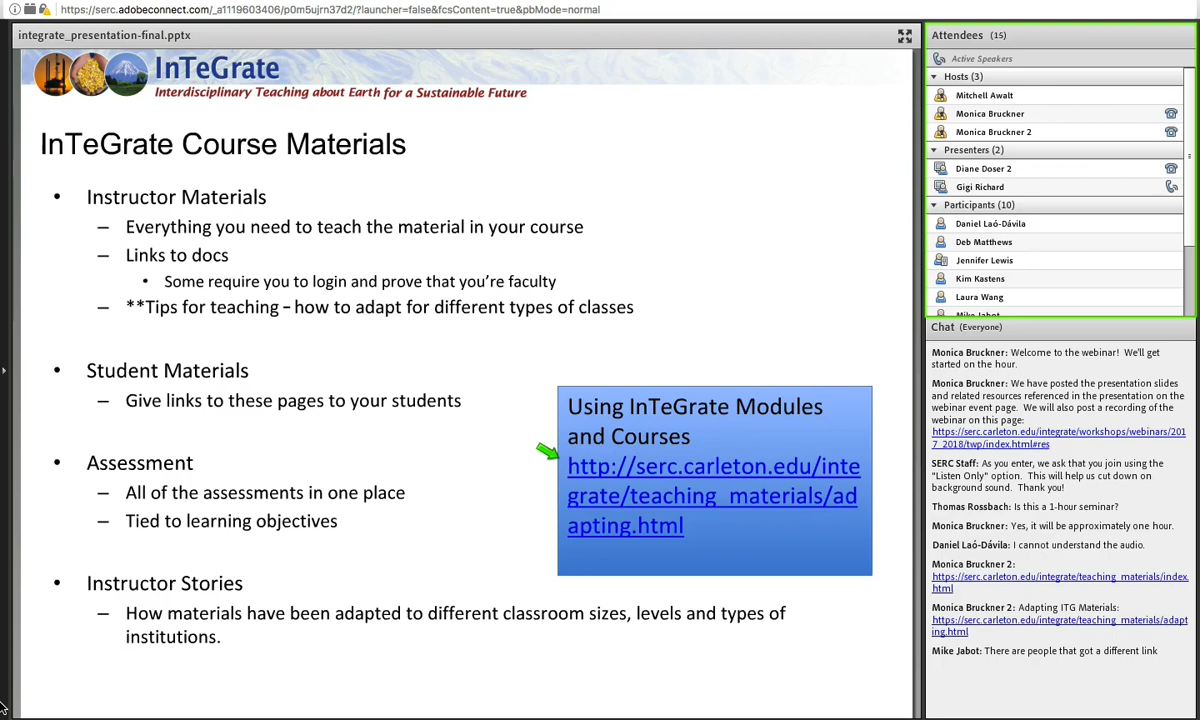 https://serc.adobeconnect.com/_a1119603406/p0m5ujrn37d2/?launcher=false&fcsContent=true&pbMode=normal
integrate_presentation-final.pptx
InTeGrate
Interdisciplinary Teaching about Earth for a Sustainable Future
InTeGrate Course Materials
• Instructor Materials
– Everything you need to teach the material in your course
– Links to docs
• Some require you to login and prove that you're faculty
– **Tips for teaching – how to adapt for different types of classes
• Student Materials
– Give links to these pages to your students
• Assessment
– All of the assessments in one place
– Tied to learning objectives
• Instructor Stories
– How materials have been adapted to different classroom sizes, levels and types of
institutions.
Using InTeGrate Modules
and Courses
http://serc.carleton.edu/inte
grate/teaching_materials/ad
apting.html
Attendees (15)
Active Speakers
Hosts (3)
Mitchell Awalt
Monica Bruckner
Monica Bruckner 2
Presenters (2)
Diane Doser 2
Gigi Richard
Participants (10)
Daniel Laó-Dávila
Deb Matthews
Jennifer Lewis
Kim Kastens
Laura Wang
Mike Jabot
Chat (Everyone)
Monica Bruckner: Welcome to the webinar! We'll get
started on the hour.
Monica Bruckner: We have posted the presentation slides
and related resources referenced in the presentation on the
webinar event page. We will also post a recording of the
webinar on this page:
https://serc.carleton.edu/integrate/workshops/webinars/201
7_2018/twp/index.html#res
SERC Staff: As you enter, we ask that you join using the
"Listen Only" option. This will help us cut down on
background sound. Thank you!
Thomas Rossbach: Is this a 1-hour seminar?
Monica Bruckner: Yes, it will be approximately one hour.
Daniel Laó-Dávila: I cannot understand the audio.
Monica Bruckner 2:
https://serc.carleton.edu/integrate/teaching_materials/index.
html
Monica Bruckner 2: Adapting ITG Materials:
https://serc.carleton.edu/integrate/teaching_materials/adapt
ing.html
Mike Jabot: There are people that got a different link